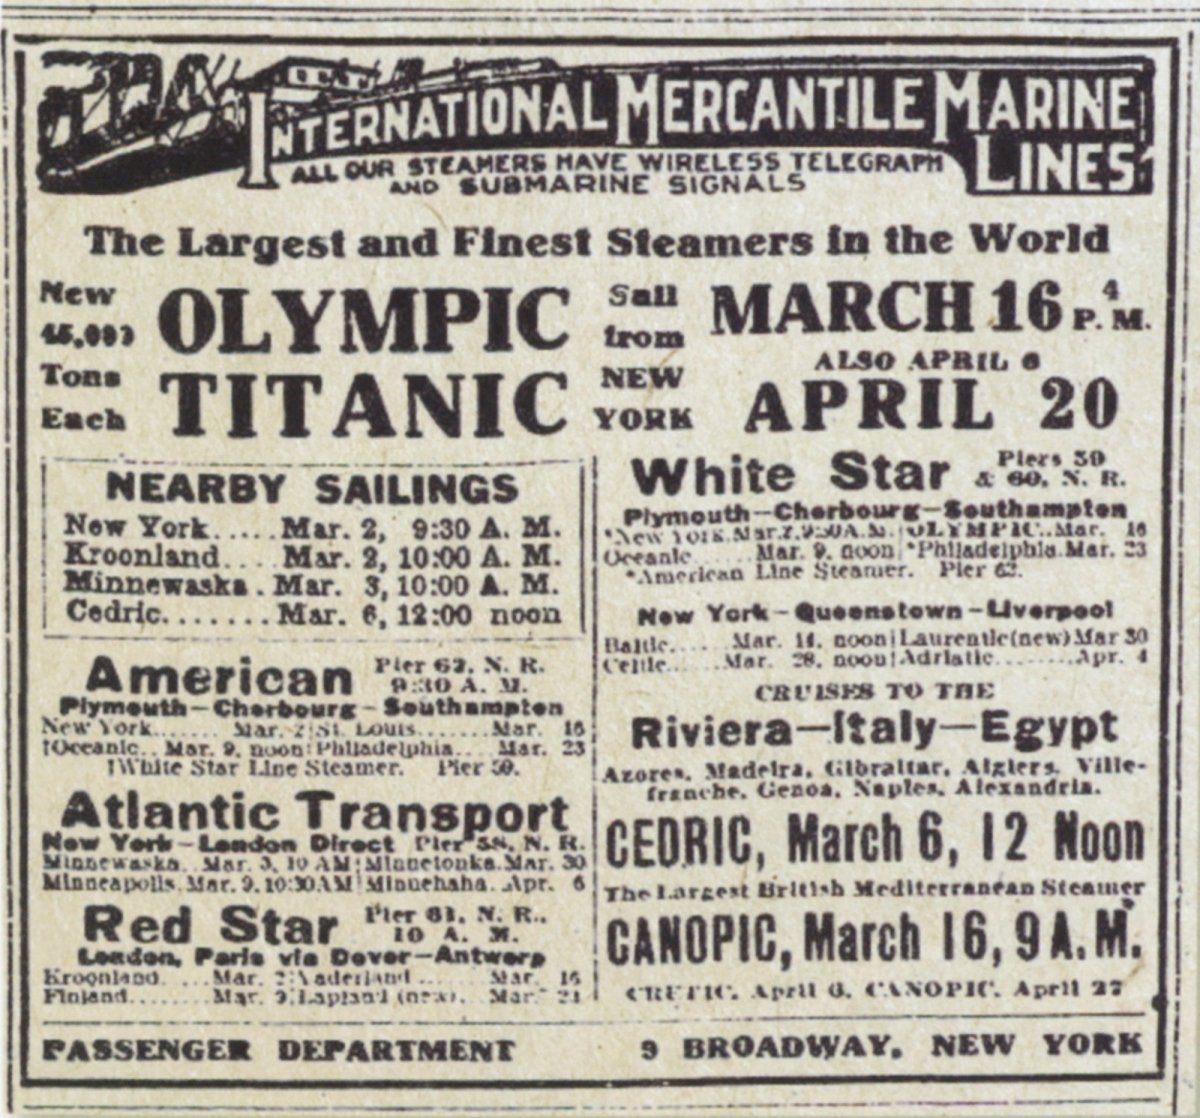 INTERNATIONAL MERCANTILE MARINE LINES
ALL OUR STEAMERS HAVE WIRELESS TELEGRAPH
AND SUBMARINE SIGNALS
The Largest and Finest Steamers in the World
New 45,000 Tons Each
OLYMPIC
TITANIC
Sail from NEW YORK
MARCH 16 4 P. M.
ALSO APRIL 6
APRIL 20
NEARBY SAILINGS
New York..... Mar. 2, 9:30 A. M.
Kroonland.... Mar. 2, 10:00 A. M.
Minnewaska. Mar. 3, 10:00 A. M.
Cedric....... Mar. 6, 12:00 noon
American Pier 62, N. R. 9:30 A. M.
Plymouth—Cherbourg—Southampton
New York....... Mar. 2|St. Louis....... Mar. 16
†Oceanic.. Mar. 9, noon|Philadelphia.... Mar. 23
†White Star Line Steamer. Pier 59.
Atlantic Transport
New York—London Direct Pier 58, N. R.
Minnewaska. Mar. 3, 10 AM|Minnetonka.Mar. 30
Minneapolis.Mar. 9, 10:30AM|Minnehaha. Apr. 6
Red Star Pier 61, N. R., 10 A. M.
London, Paris via Dover—Antwerp
Kroonland..... Mar. 2|Vaderland....... Mar. 16
Finland........ Mar. 9|Lapland (new).. Mar.
White Star Piers 59 & 60, N. R.
Plymouth—Cherbourg—Southampton
*New York.Mar.2,9:30A.M.|OLYMPIC..Mar. 16
Oceanic...... Mar. 9, noon|*Philadelphia.Mar. 23
*American Line Steamer. Pier 62.
New York—Queenstown—Liverpool
Baltic..... Mar. 14, noon|Laurentic(new)Mar 30
Celtic..... Mar. 28, noon|Adriatic........ Apr. 4
CRUISES TO THE
Riviera—Italy—Egypt
Azores, Madeira, Gibraltar, Algiers, Ville-
franche, Genoa, Naples, Alexandria.
CEDRIC, March 6, 12 Noon
The Largest British Mediterranean Steamer
CANOPIC, March 16, 9 A. M.
CRETIC, April 6, CANOPIC, April 27
PASSENGER DEPARTMENT 9 BROADWAY, NEW YORK